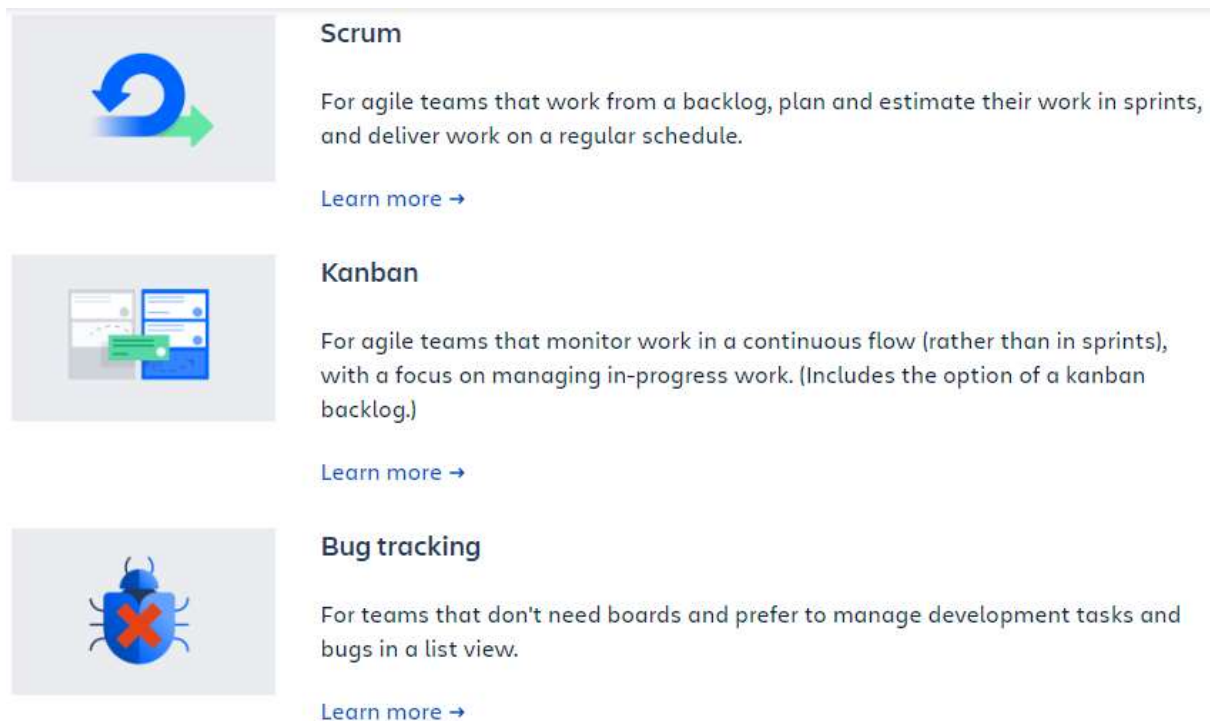 Scrum
For agile teams that work from a backlog, plan and estimate their work in sprints,
and deliver work on a regular schedule.
Learn more →
Kanban
For agile teams that monitor work in a continuous flow (rather than in sprints),
with a focus on managing in-progress work. (Includes the option of a kanban
backlog.)
Learn more →
Bug tracking
For teams that don't need boards and prefer to manage development tasks and
bugs in a list view.
Learn more →